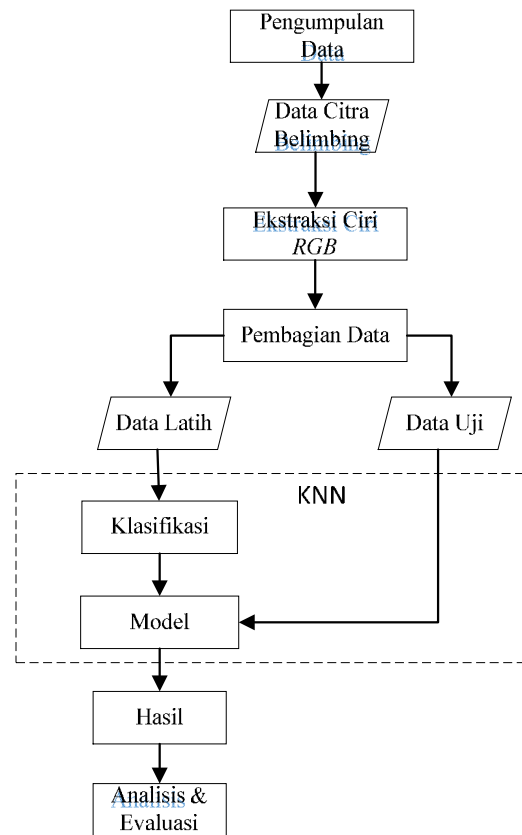 Pengumpulan
Data
Data Citra
Belimbing
Ekstraksi Ciri
RGB
Pembagian Data
Data Latih
Data Uji
KNN
Klasifikasi
Model
Hasil
Analisis &
Evaluasi